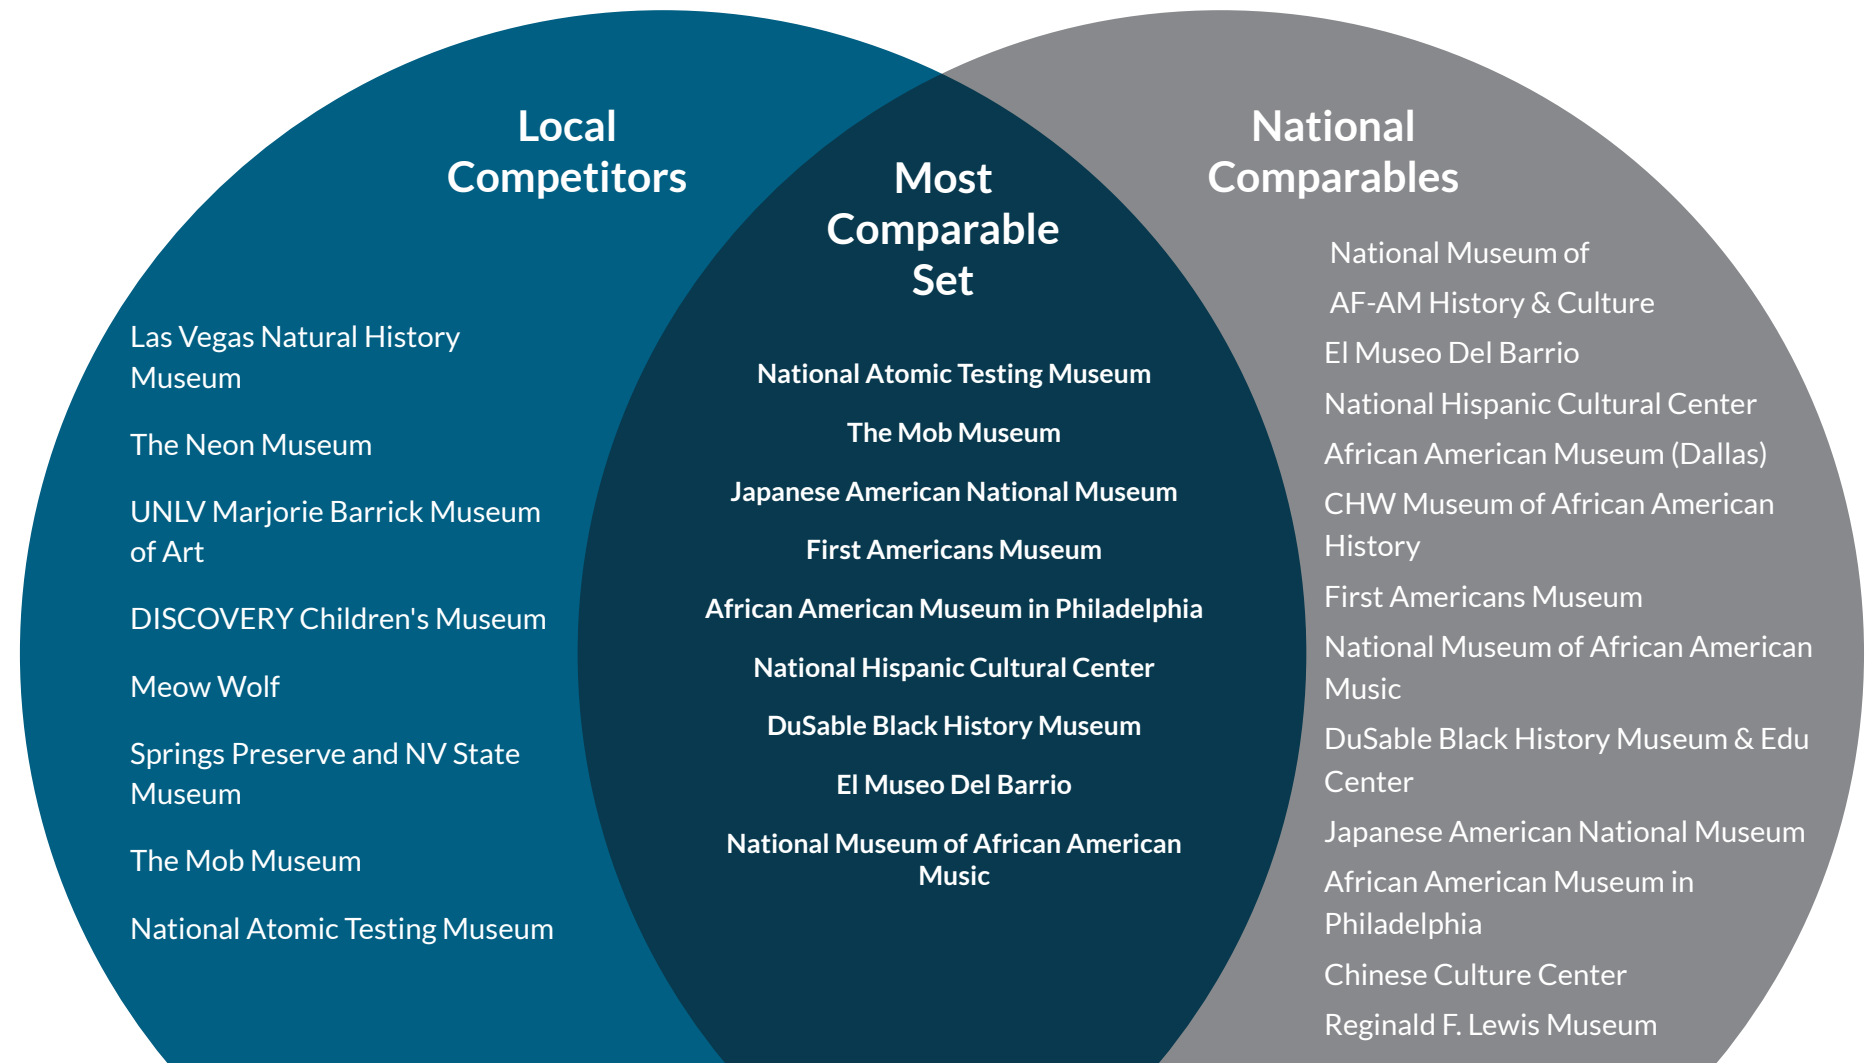 Local
Competitors
Las Vegas Natural History
Museum
The Neon Museum
UNLV Marjorie Barrick Museum
of Art
DISCOVERY Children's Museum
Meow Wolf
Springs Preserve and NV State
Museum
The Mob Museum
National Atomic Testing Museum
Most
Comparable
Set
National Atomic Testing Museum
The Mob Museum
Japanese American National Museum
First Americans Museum
African American Museum in Philadelphia
National Hispanic Cultural Center
DuSable Black History Museum
El Museo Del Barrio
National Museum of African American
Music
National
Comparables
National Museum of
AF-AM History & Culture
El Museo Del Barrio
National Hispanic Cultural Center
African American Museum (Dallas)
CHW Museum of African American
History
First Americans Museum
National Museum of African American
Music
DuSable Black History Museum & Edu
Center
Japanese American National Museum
African American Museum in
Philadelphia
Chinese Culture Center
Reginald F. Lewis Museum